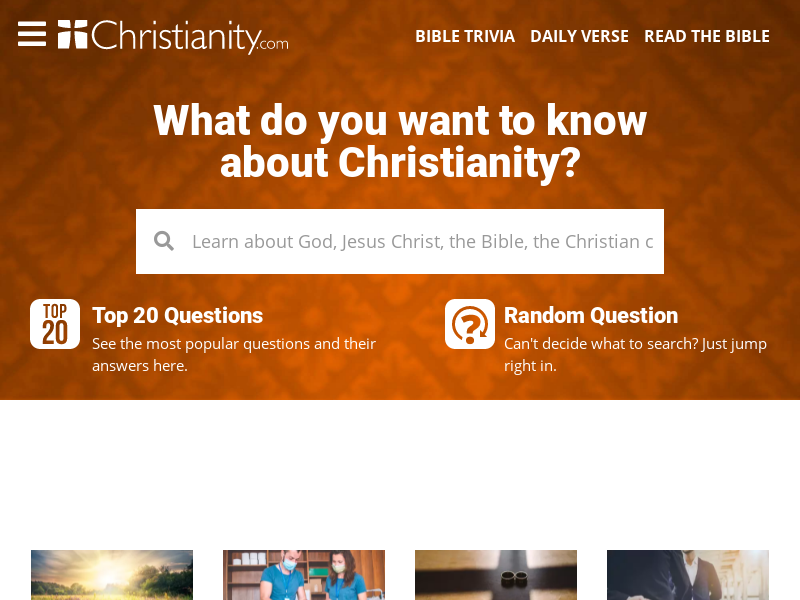 Christianity.com
BIBLE TRIVIA DAILY VERSE READ THE BIBLE
What do you want to know
about Christianity?
Learn about God, Jesus Christ, the Bible, the Christian c
TOP
20
Top 20 Questions
See the most popular questions and their
answers here.
Random Question
Can't decide what to search? Just jump
right in.